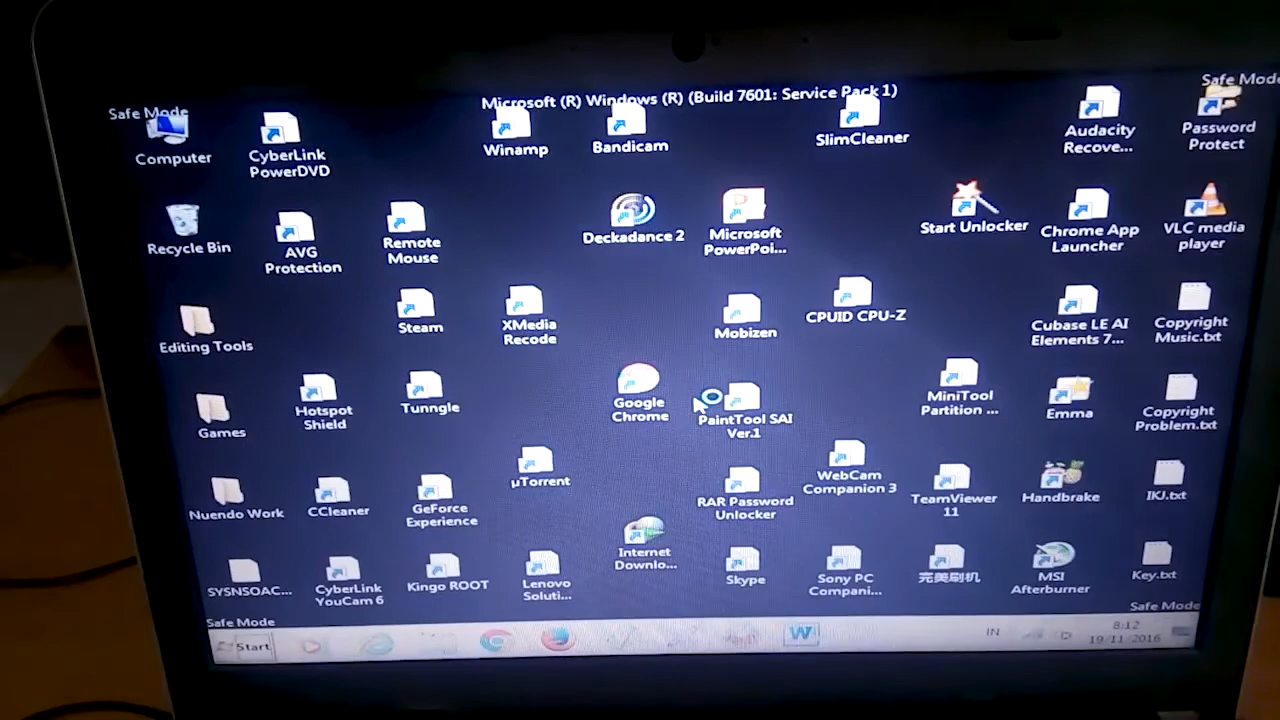 Microsoft (R) Windows (R) (Build 7601: Service Pack 1)
Safe Mode
Safe Mode
Computer
CyberLink
PowerDVD
Winamp
Bandicam
SlimCleaner
Audacity
Recove...
Password
Protect
Recycle Bin
AVG
Protection
Remote
Mouse
Deckadance 2
Microsoft
PowerPoi...
Start Unlocker
Chrome App
Launcher
VLC media
player
Editing Tools
Steam
XMedia
Recode
Mobizen
CPUID CPU-Z
Cubase LE AI
Elements 7...
Copyright
Music.txt
Games
Hotspot
Shield
Tunngle
Google
Chrome
PaintTool SAI
Ver.1
MiniTool
Partition ...
Emma
Copyright
Problem.txt
Nuendo Work
CCleaner
GeForce
Experience
µTorrent
RAR Password
Unlocker
WebCam
Companion 3
TeamViewer
11
Handbrake
IKJ.txt
SYSNSOAC...
CyberLink
YouCam 6
Kingo ROOT
Lenovo
Soluti...
Internet
Downlo...
Skype
Sony PC
Compani...
完美刷机
MSI
Afterburner
Key.txt
Safe Mode
Safe Mode
Start
W
IN
8:12
19/11/2016